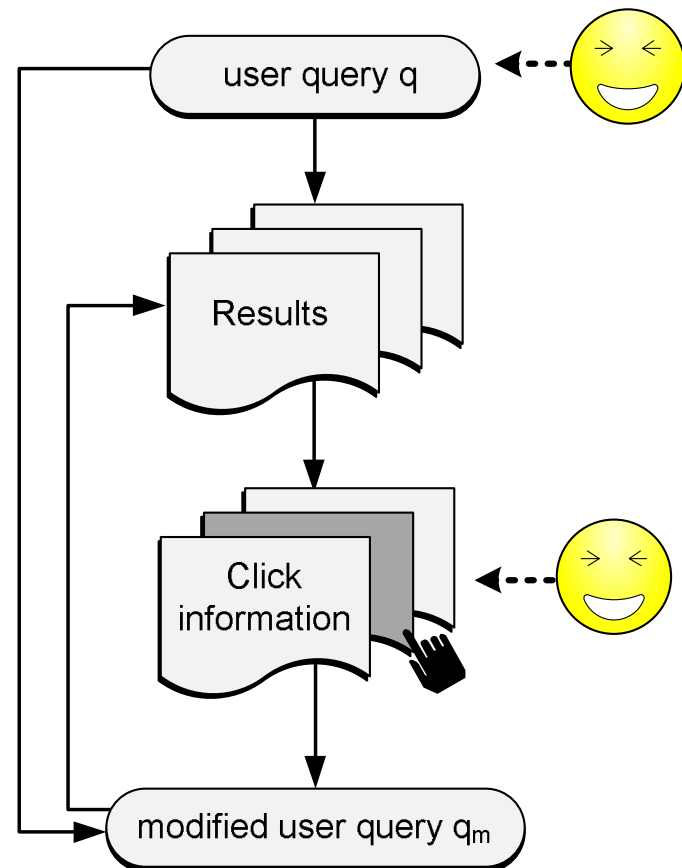 user query q
Results
Click
information
modified user query qm